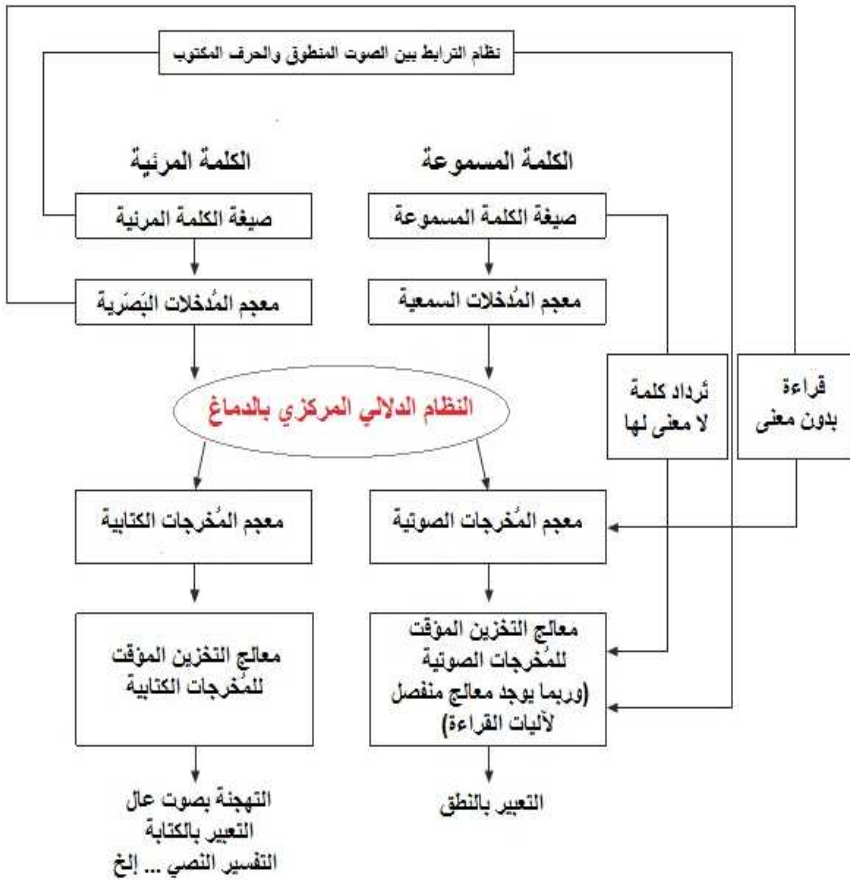 نظام الترابط بين الصوت المنطوق والحرف المكتوب
الكلمة المسموعة
الكلمة المرئية
صيغة الكلمة المسموعة
صيغة الكلمة المرئية
معجم المُدخلات السمعية
معجم المُدخلات البَصَرية
قراءة
بدون معنى
تُرداد كلمة
لا معنى لها
النظام الدلالي المركزي بالدماغ
معجم المُخرجات الصوتية
معجم المُخرجات الكتابية
معالج التخزين المؤقت
للمُخرجات الصوتية
(وربما يوجد معالج منفصل
لآليات القراءة)
معالج التخزين المؤقت
للمُخرجات الكتابية
التعبير بالنطق
التهجئة بصوت عال
التعبير بالكتابة
التفسير النصي ... إلخ